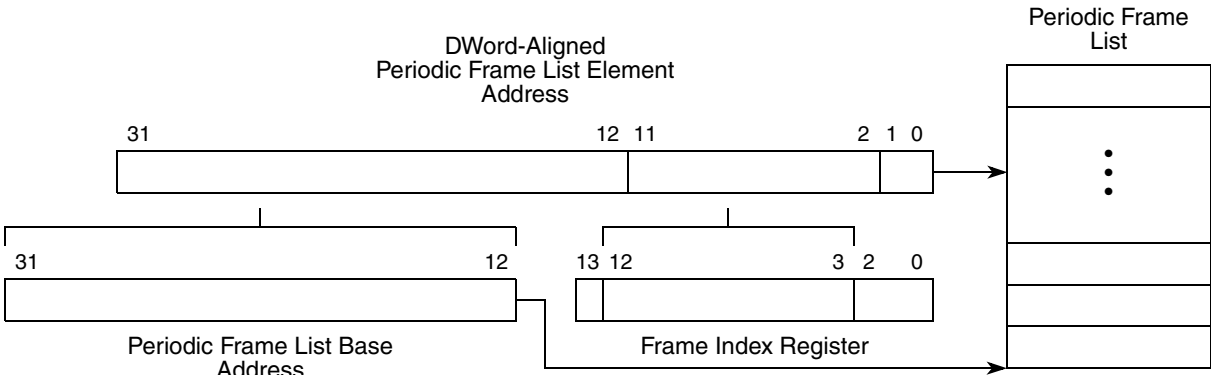 Periodic Frame
List
DWord-Aligned
Periodic Frame List Element
Address
31 12 11 2 1 0
31 12 13 12 3 2 0
Periodic Frame List Base
Address
Frame Index Register